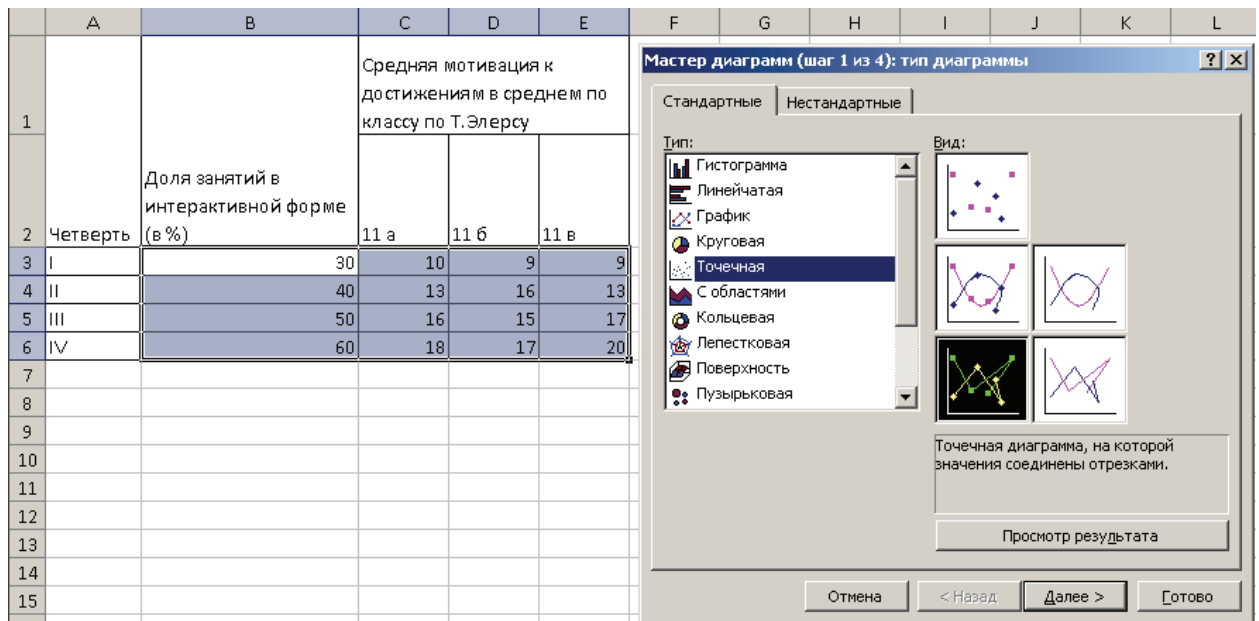 A B C D E F G H I J K L
1 Средняя мотивация к
достижениям в среднем по
классу по Т.Элерсу
2 Четверть Доля занятий в
интерактивной форме
(в %) 11 а 11 б 11 в
3 I 30 10 9 9
4 II 40 13 16 13
5 III 50 16 15 17
6 IV 60 18 17 20
7
8
9
10
11
12
13
14
15
Мастер диаграмм (шаг 1 из 4): тип диаграммы
Стандартные Нестандартные
Тип: Вид:
Гистограмма
Линейчатая
График
Круговая
Точечная
С областями
Кольцевая
Лепестковая
Поверхность
Пузырьковая
Точечная диаграмма, на которой
значения соединены отрезками.
Просмотр результата
Отмена < Назад Далее > Готово